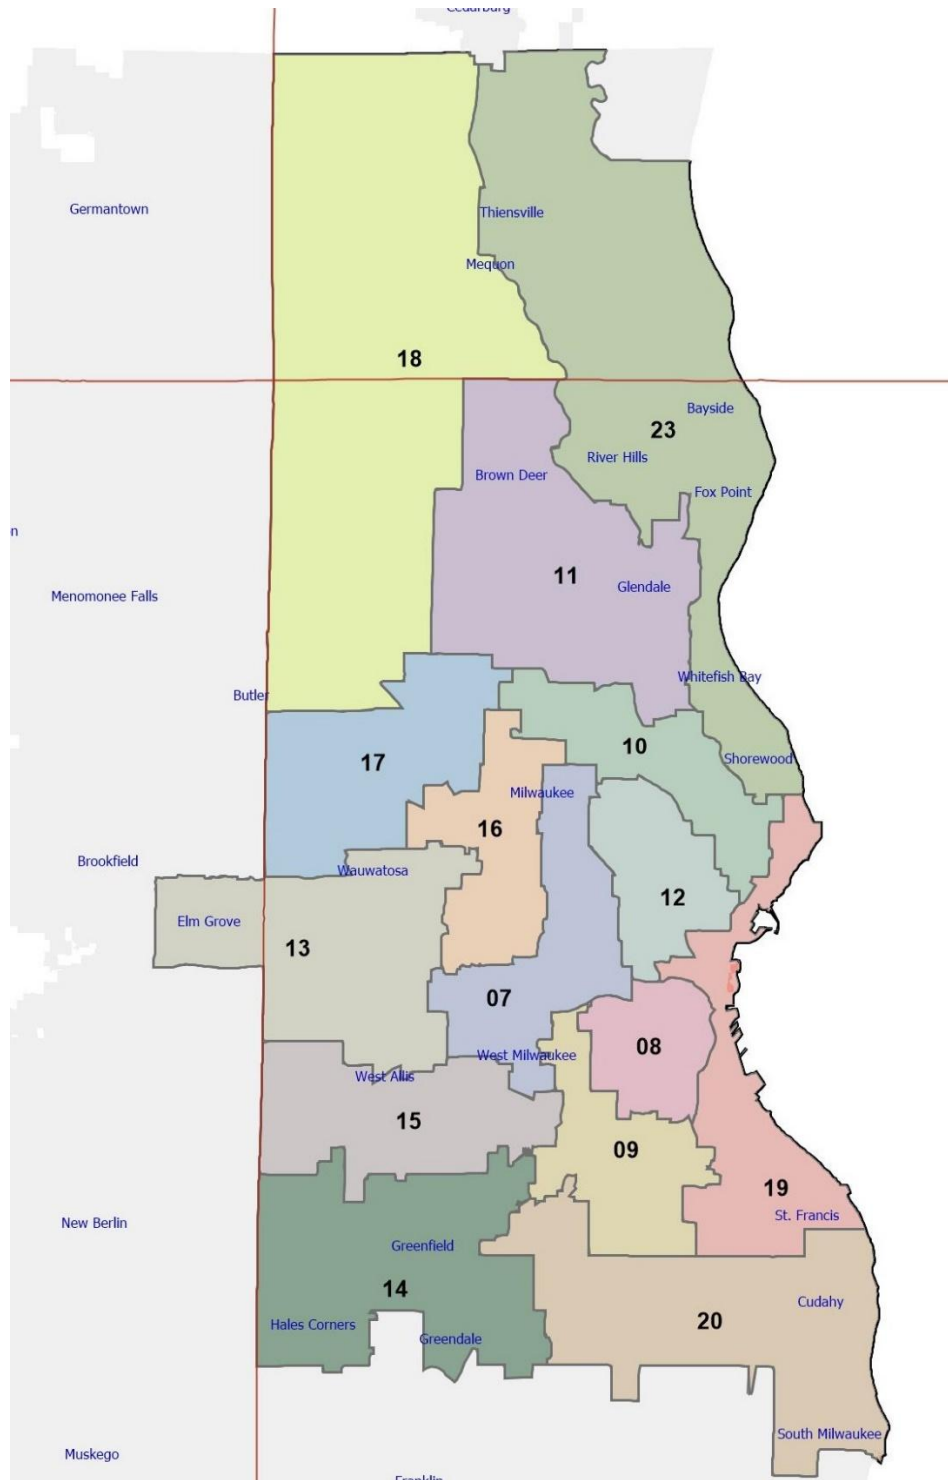 Cedarburg
Germantown
Thiensville
Mequon
18
Bayside
23
River Hills
Brown Deer
Fox Point
n
11
Glendale
Menomonee Falls
Whitefish Bay
Butler
10
Shorewood
17
Milwaukee
16
Brookfield
Wauwatosa
12
Elm Grove
13
07
08
West Milwaukee
West Allis
15
09
19
St. Francis
New Berlin
Greenfield
14
Cudahy
20
Hales Corners
Greendale
South Milwaukee
Muskego
Franklin